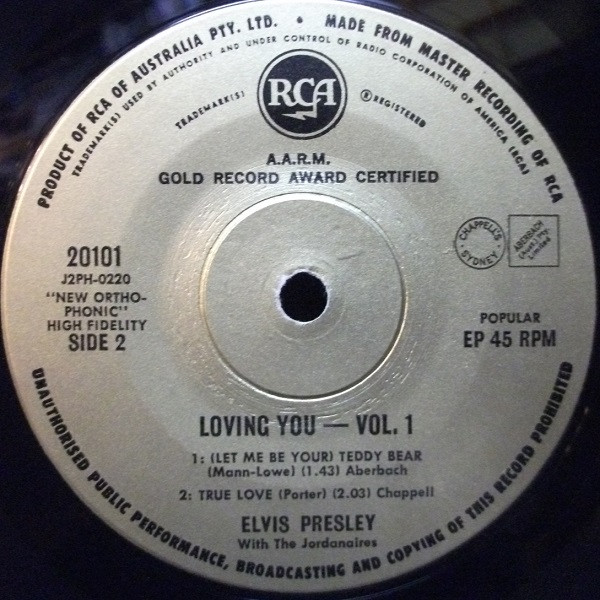 PRODUCT OF RCA OF AUSTRALIA PTY. LTD. • MADE FROM MASTER RECORDING OF RCA
TRADEMARK(S) USED BY AUTHORITY AND UNDER CONTROL OF RADIO CORPORATION OF AMERICA (RCA)
RCA
TRADEMARK(S) ® REGISTERED
A.A.R.M.
GOLD RECORD AWARD CERTIFIED
20101
J2PH-0220
"NEW ORTHO-
PHONIC"
HIGH FIDELITY
SIDE 2
CHAPPELL'S
SYDNEY
ABERBACH
(Aust.) Pty.
Limited
POPULAR
EP 45 RPM
LOVING YOU — VOL. 1
1: (LET ME BE YOUR) TEDDY BEAR
(Mann-Lowe) (1.43) Aberbach
2: TRUE LOVE (Porter) (2.03) Chappell
ELVIS PRESLEY
With The Jordanaires
UNAUTHORISED PUBLIC PERFORMANCE, BROADCASTING AND COPYING OF THIS RECORD PROHIBITED